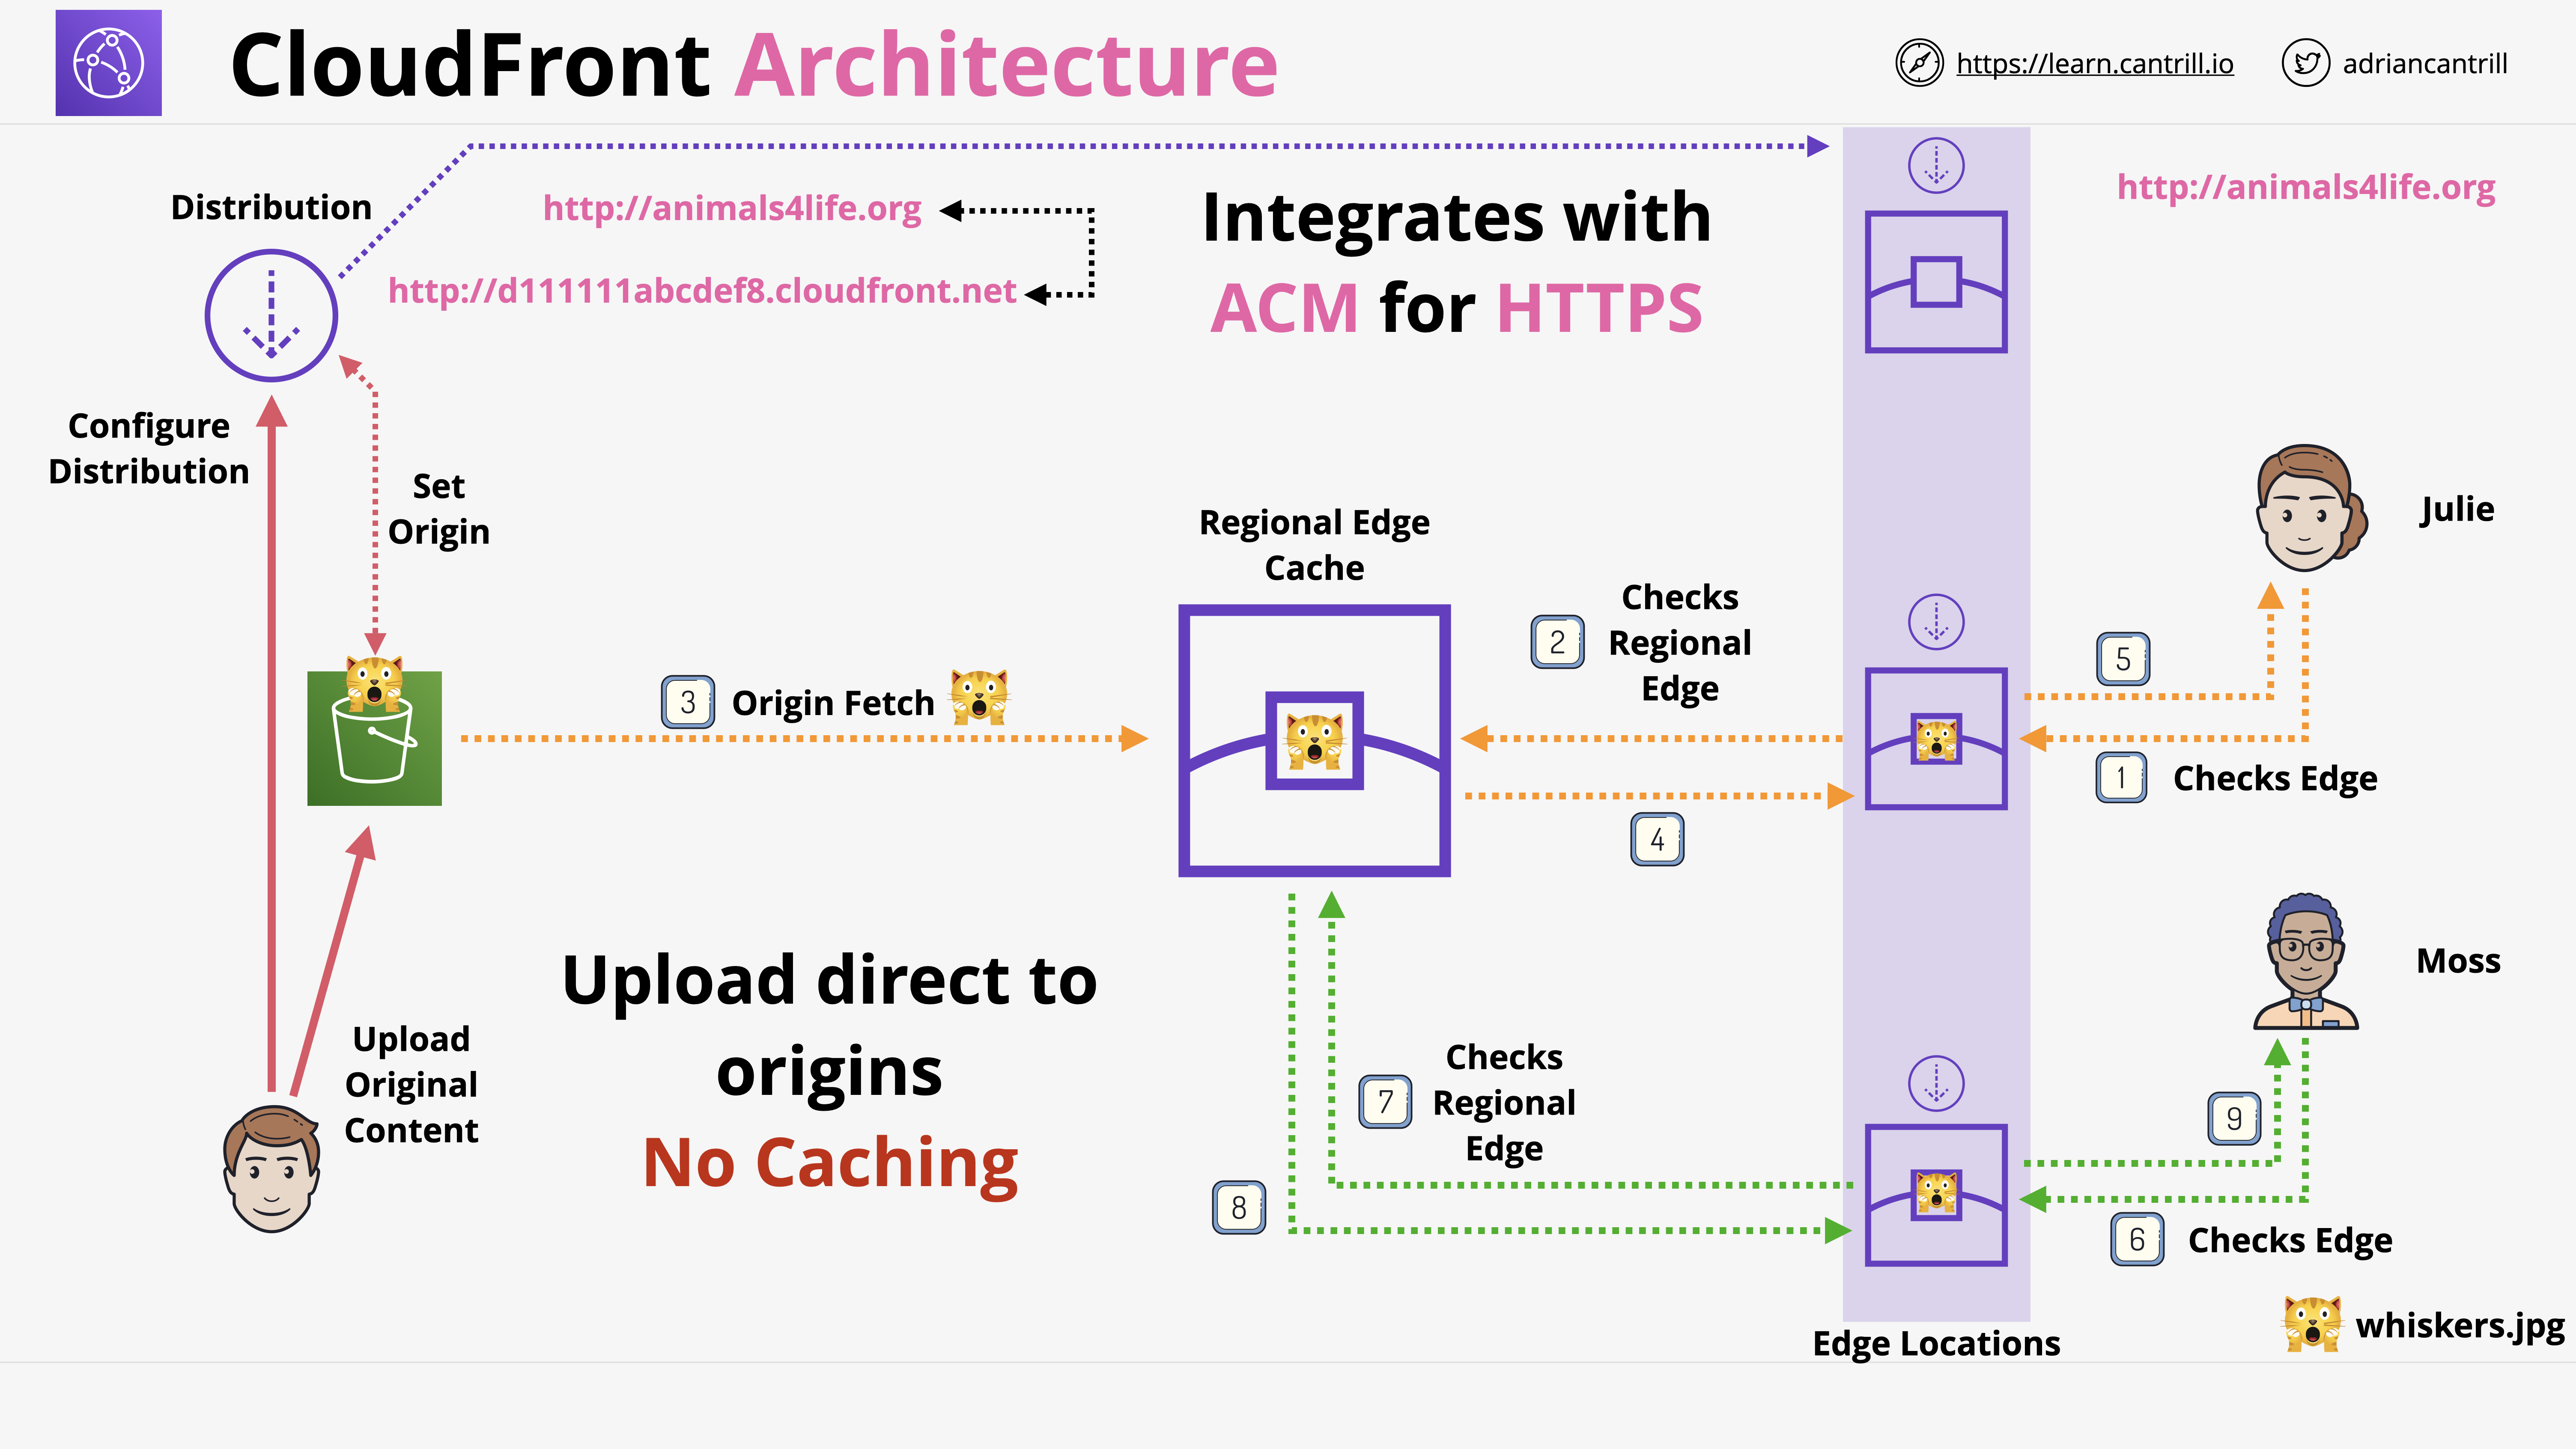 CloudFront Architecture
https://learn.cantrill.io
adriancantrill
Distribution
http://animals4life.org
http://d111111abcdef8.cloudfront.net
Integrates with
ACM for HTTPS
http://animals4life.org
Configure
Distribution
Set
Origin
Julie
Regional Edge
Cache
2
Checks
Regional
Edge
3
Origin Fetch
5
1
Checks Edge
4
Upload direct to
origins
No Caching
Moss
Upload
Original
Content
7
Checks
Regional
Edge
8
9
6
Checks Edge
whiskers.jpg
Edge Locations